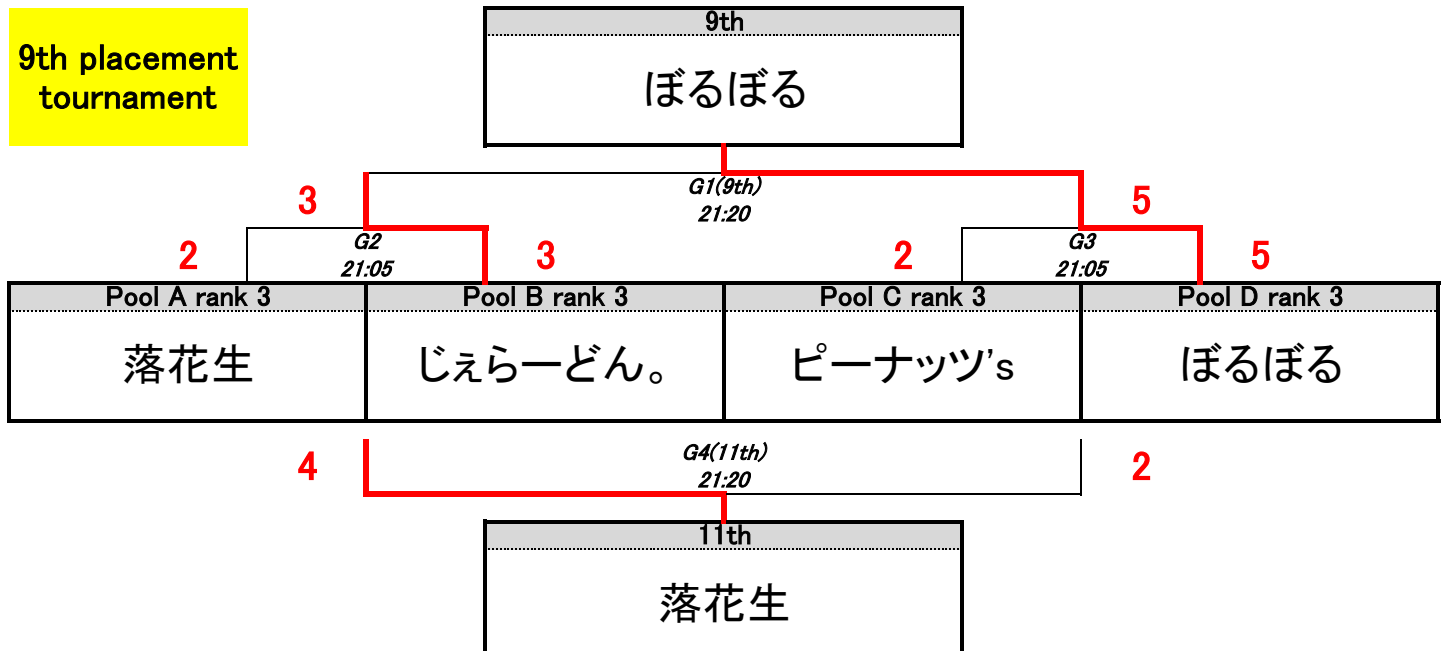 9th placement
tournament
9th
ぼるぼる
3
G1(9th)
21:20
5
2
G2
21:05
3
2
G3
21:05
5
Pool A rank 3
Pool B rank 3
Pool C rank 3
Pool D rank 3
落花生
じぇらーどん。
ピーナッツ's
ぼるぼる
4
G4(11th)
21:20
2
11th
落花生